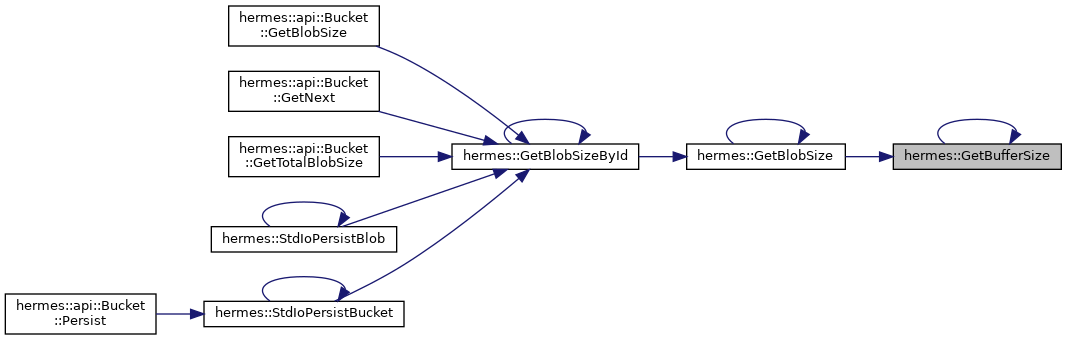 hermes::api::Bucket
::GetBlobSize
hermes::api::Bucket
::GetNext
hermes::api::Bucket
::GetTotalBlobSize
hermes::GetBlobSizeById
hermes::GetBlobSize
hermes::GetBufferSize
hermes::StdIoPersistBlob
hermes::api::Bucket
::Persist
hermes::StdIoPersistBucket